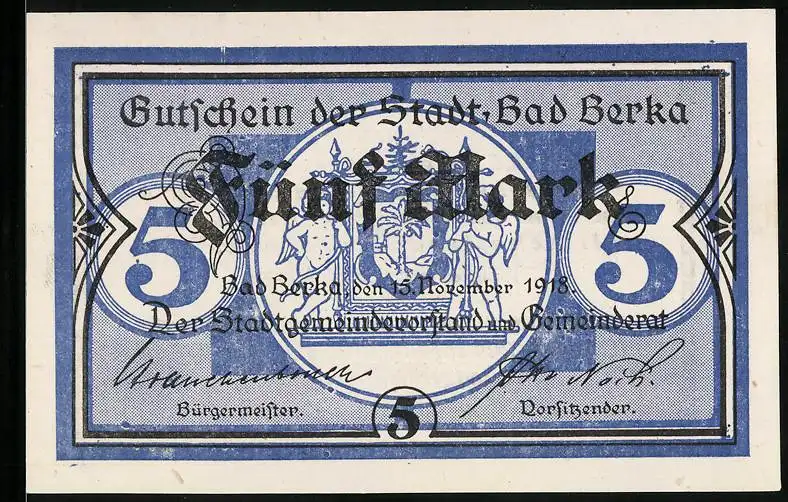 Gutschein der Stadt Bad Berka
Fünf Mark
5 5
Bad Berka, den 15. November 1918
Der Stadtgemeindevorstand und Gemeinderat
Bürgermeister. Vorsitzender.
5